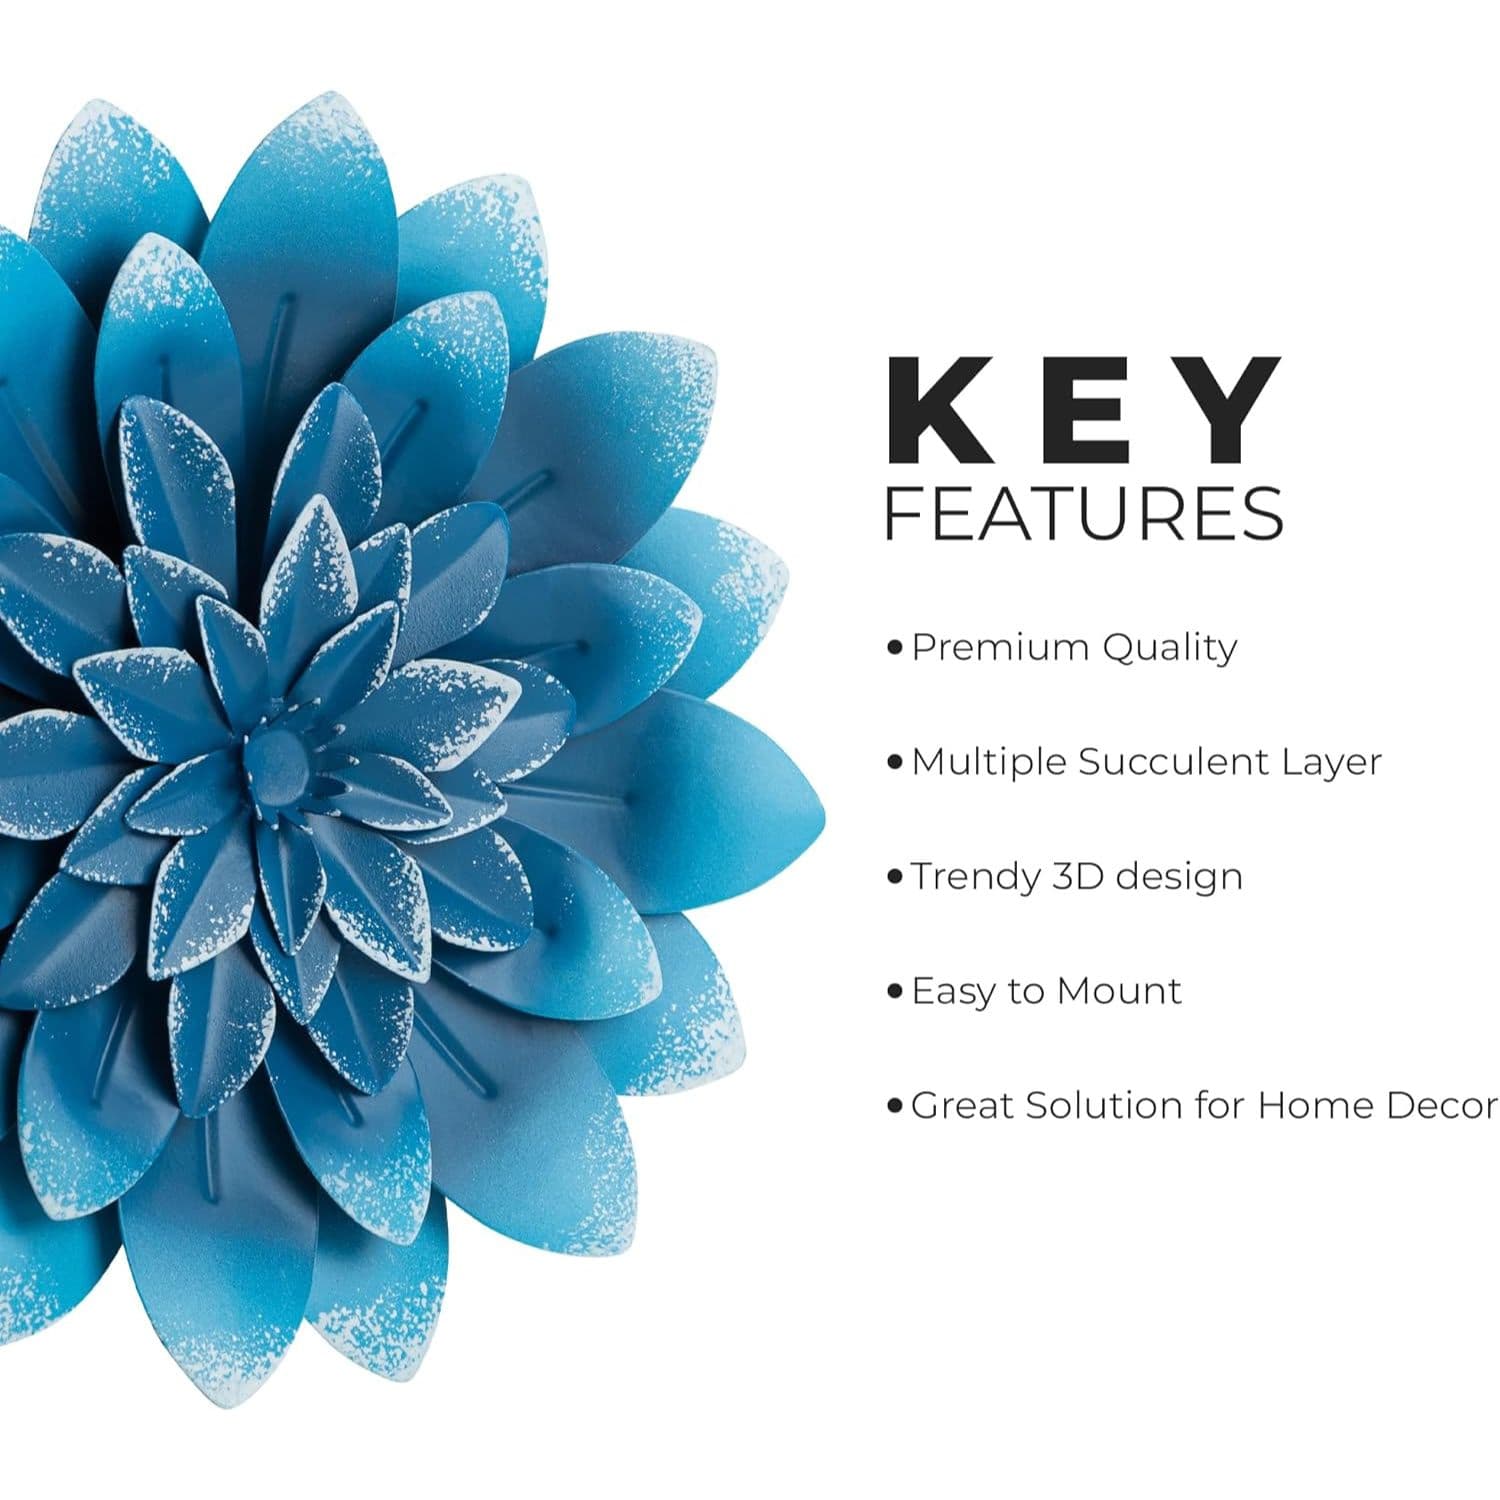 KEY
FEATURES
•Premium Quality
•Multiple Succulent Layer
•Trendy 3D design
•Easy to Mount
•Great Solution for Home Decor